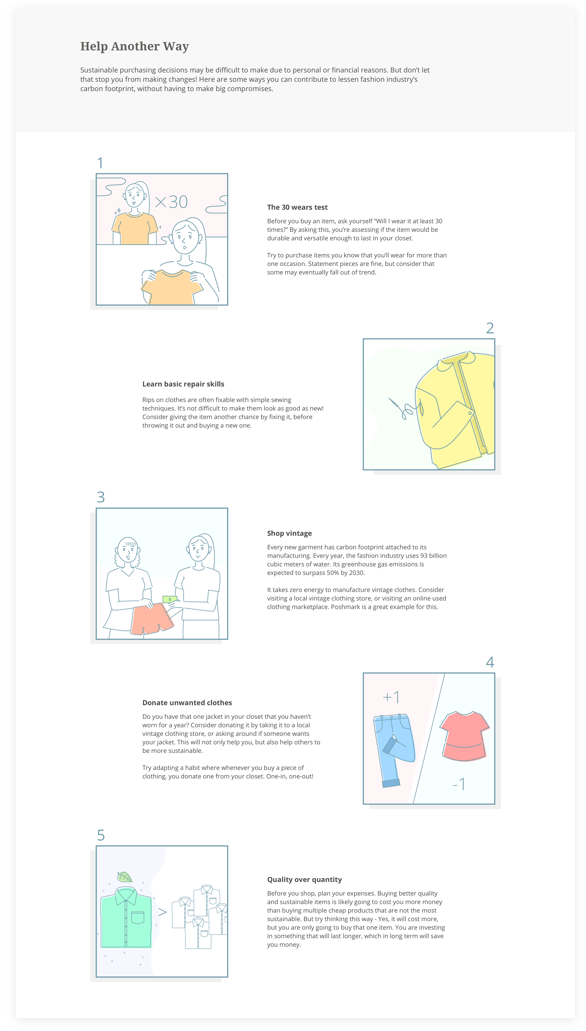 Help Another Way
Sustainable purchasing decisions may be difficult to make due to personal or financial reasons. But don't let
that stop you from making changes! Here are some ways you can contribute to lessen fashion industry's
carbon footprint, without having to make big compromises.
1
×30
The 30 wears test
Before you buy an item, ask yourself "Will I wear it at least 30
times?" By asking this, you're assessing if the item would be
durable and versatile enough to last in your closet.
Try to purchase items you know that you'll wear for more than
one occasion. Statement pieces are fine, but consider that
some may eventually fall out of trend.
2
Learn basic repair skills
Rips on clothes are often fixable with simple sewing
techniques. It's not difficult to make them look as good as new!
Consider giving the item another chance by fixing it, before
throwing it out and buying a new one.
3
Shop vintage
Every new garment has carbon footprint attached to its
manufacturing. Every year, the fashion industry uses 93 billion
cubic meters of water. Its greenhouse gas emissions is
expected to surpass 50% by 2030.
It takes zero energy to manufacture vintage clothes. Consider
visiting a local vintage clothing store, or visiting an online used
clothing marketplace. Poshmark is a great example for this.
4
Donate unwanted clothes
Do you have that one jacket in your closet that you haven't
worn for a year? Consider donating it by taking it to a local
vintage clothing store, or asking around if someone wants
your jacket. This will not only help you, but also help others to
be more sustainable.
Try adapting a habit where whenever you buy a piece of
clothing, you donate one from your closet. One-in, one-out!
+1
-1
5
>
Quality over quantity
Before you shop, plan your expenses. Buying better quality
and sustainable items is likely going to cost you more money
than buying multiple cheap products that are not the most
sustainable. But try thinking this way - Yes, it will cost more,
but you are only going to buy that one item. You are investing
in something that will last longer, which in long term will save
you money.